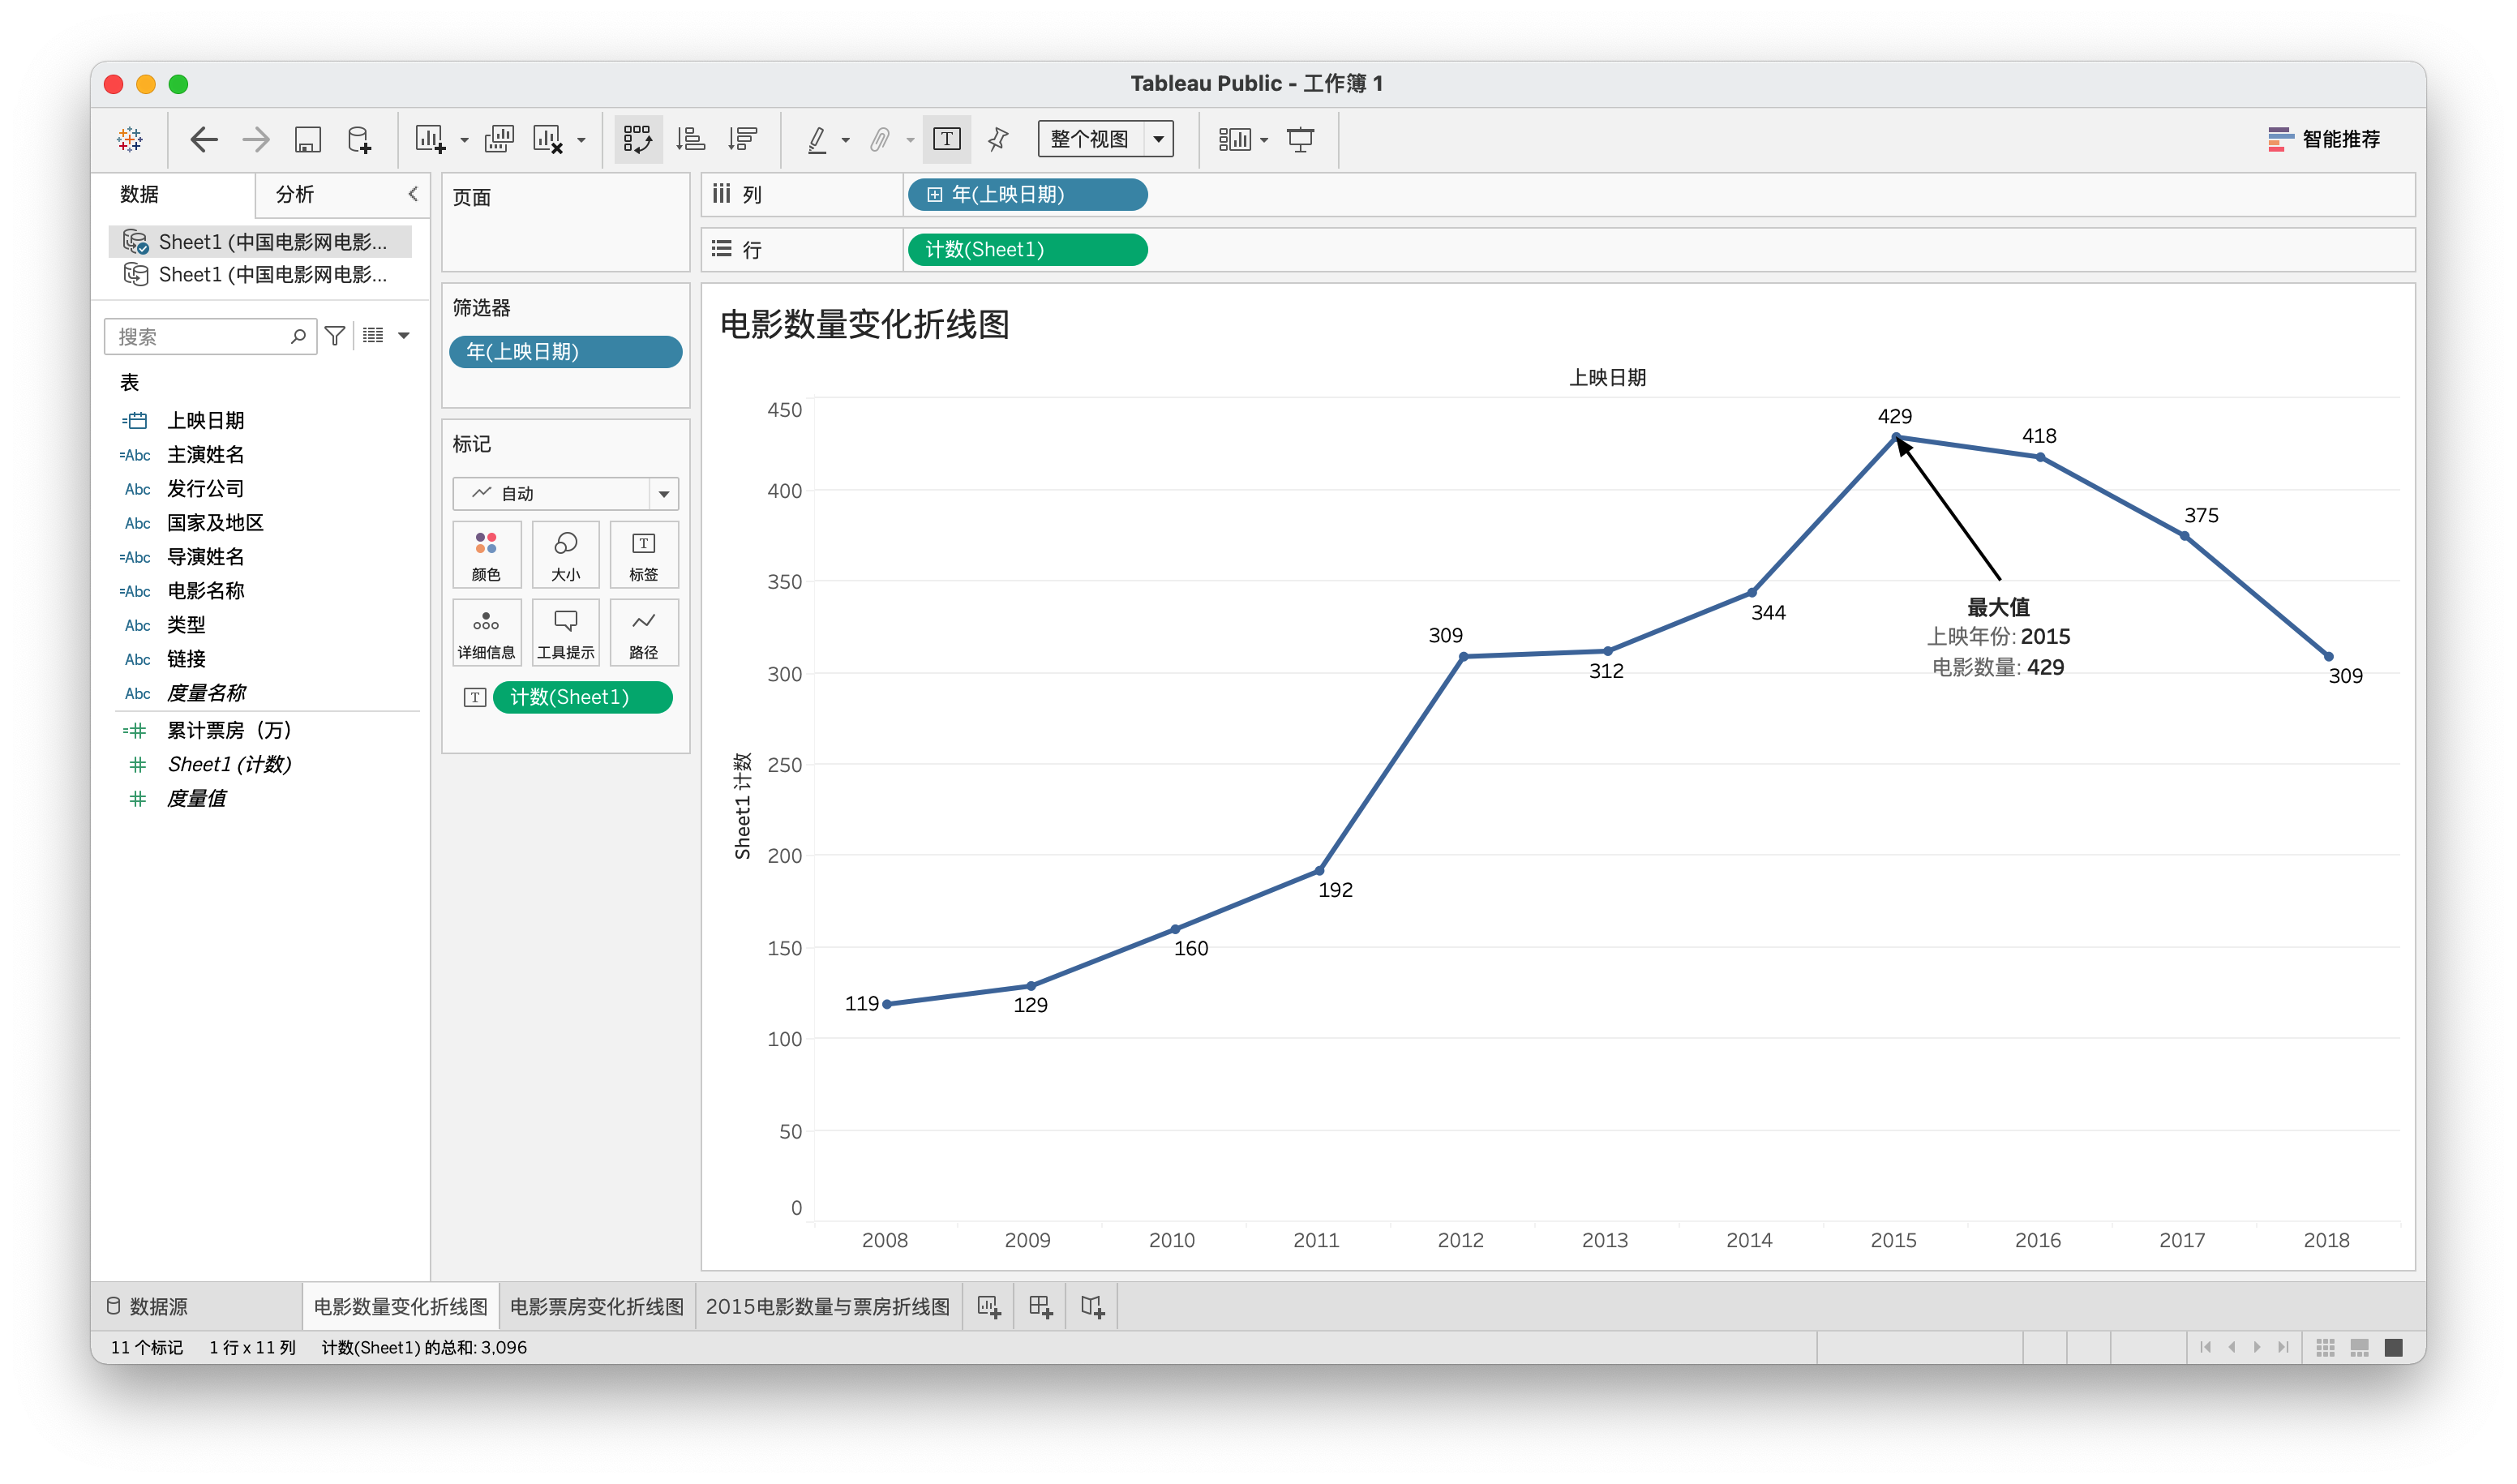 Tableau Public - 工作簿 1
整个视图
智能推荐
数据
分析
Sheet1 (中国电影网电影...
Sheet1 (中国电影网电影...
搜索
表
上映日期
Abc 主演姓名
Abc 发行公司
Abc 国家及地区
Abc 导演姓名
Abc 电影名称
Abc 类型
Abc 链接
Abc 度量名称
累计票房（万）
Sheet1 (计数)
度量值
页面
筛选器
年(上映日期)
标记
自动
颜色
大小
标签
详细信息
工具提示
路径
计数(Sheet1)
列
年(上映日期)
行
计数(Sheet1)
电影数量变化折线图
上映日期
Sheet1 计数
450
400
350
300
250
200
150
100
50
0
119
129
160
192
309
312
344
429
418
375
309
最大值
上映年份: 2015
电影数量: 429
2008
2009
2010
2011
2012
2013
2014
2015
2016
2017
2018
数据源
电影数量变化折线图
电影票房变化折线图
2015电影数量与票房折线图
11 个标记
1 行 x 11 列
计数(Sheet1) 的总和: 3,096